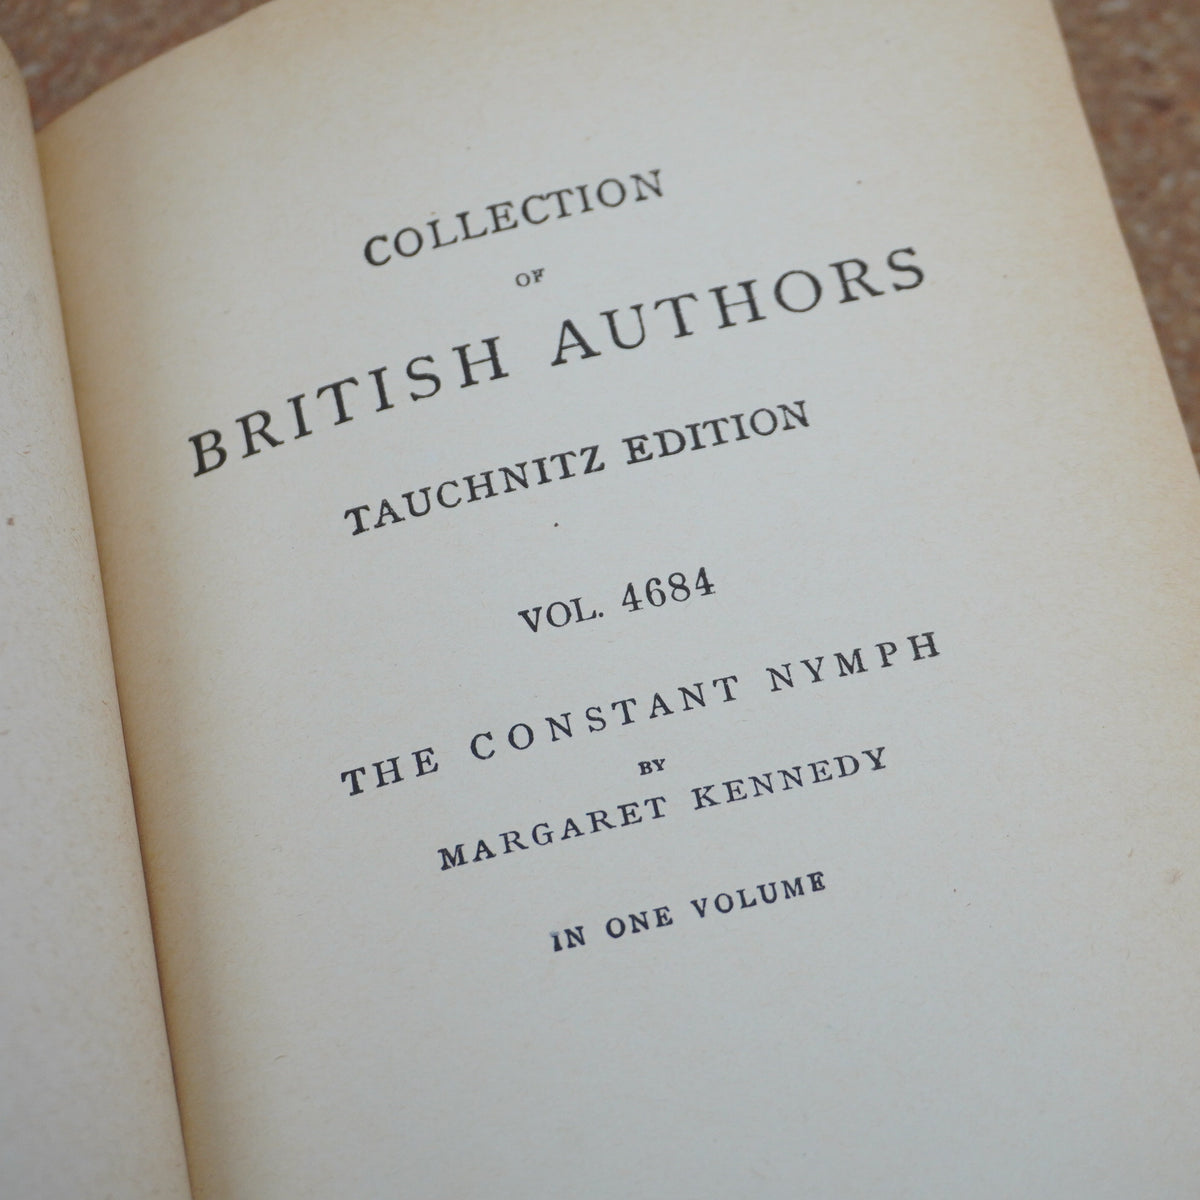 COLLECTION
OF
BRITISH AUTHORS
TAUCHNITZ EDITION
VOL. 4684
THE CONSTANT NYMPH
BY
MARGARET KENNEDY
IN ONE VOLUME